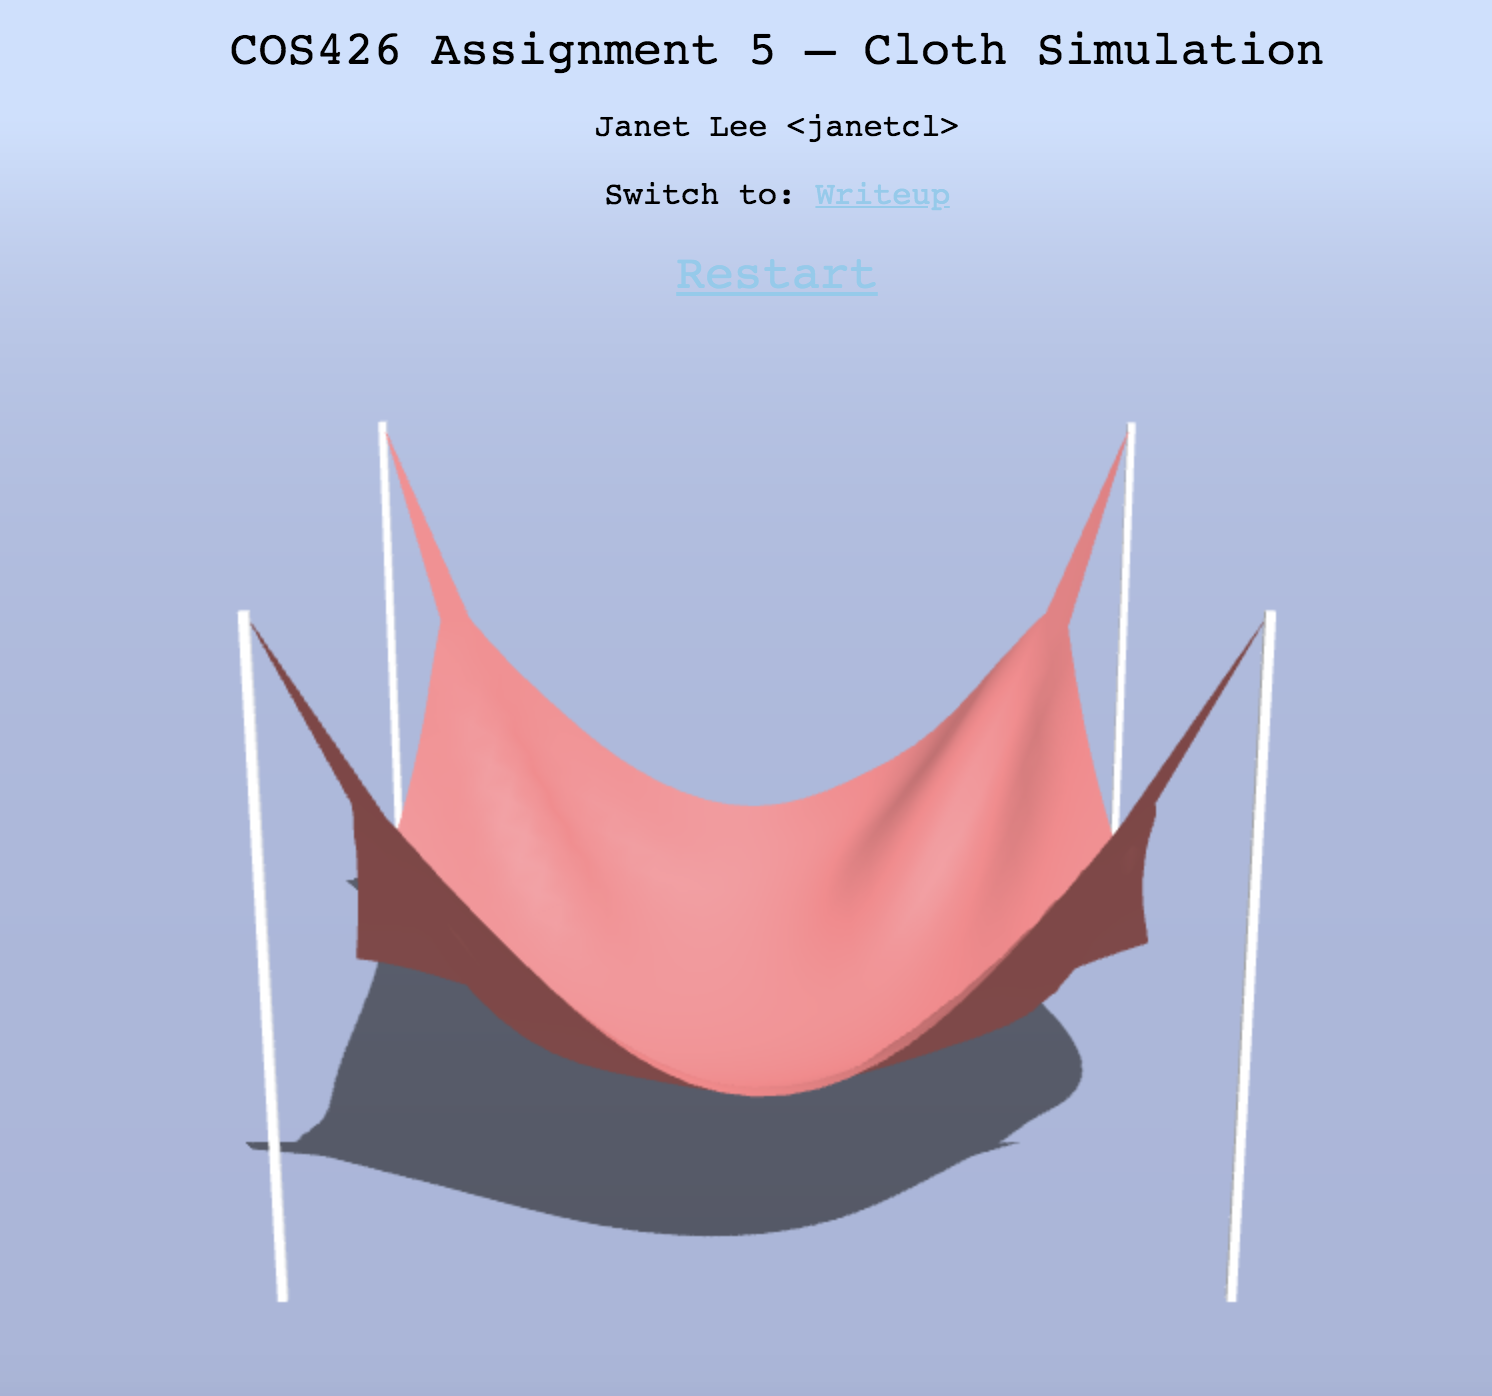 COS426 Assignment 5 — Cloth Simulation
Janet Lee <janetcl>
Switch to: Writeup
Restart